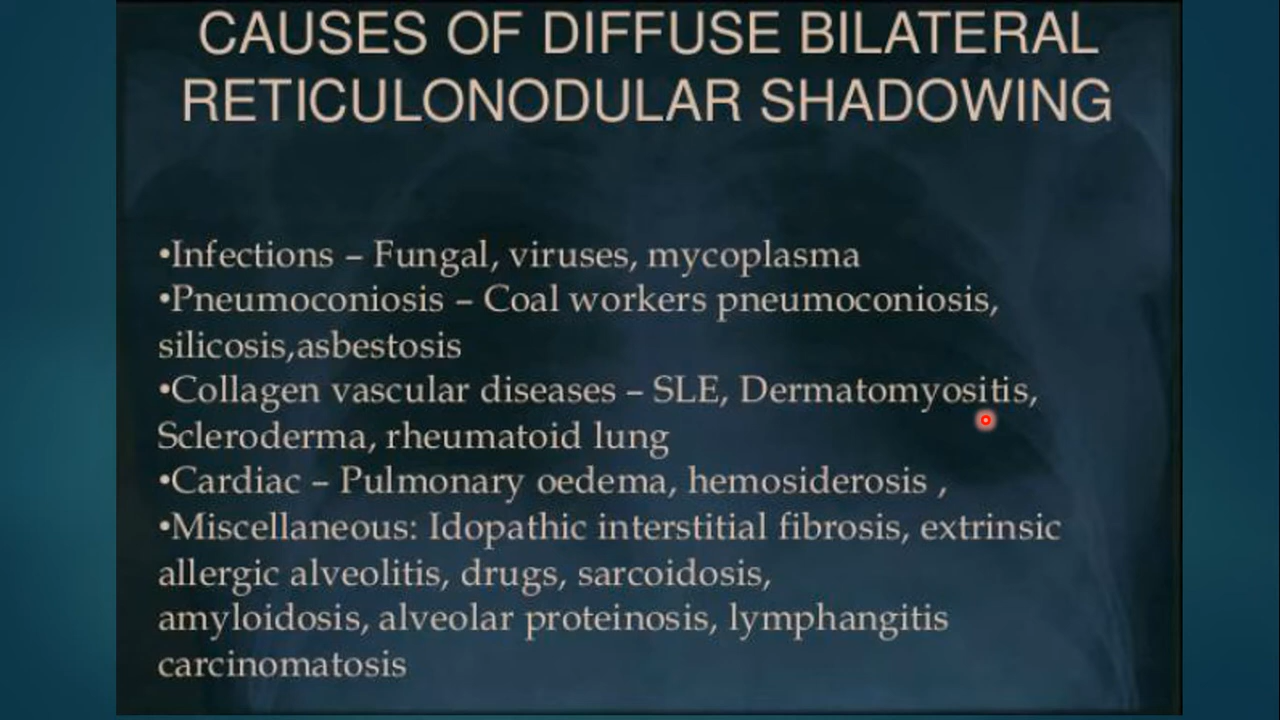 CAUSES OF DIFFUSE BILATERAL
RETICULONODULAR SHADOWING
•Infections – Fungal, viruses, mycoplasma
•Pneumoconiosis – Coal workers pneumoconiosis,
silicosis,asbestosis
•Collagen vascular diseases – SLE, Dermatomyositis,
Scleroderma, rheumatoid lung
•Cardiac – Pulmonary oedema, hemosiderosis ,
•Miscellaneous: Idopathic interstitial fibrosis, extrinsic
allergic alveolitis, drugs, sarcoidosis,
amyloidosis, alveolar proteinosis, lymphangitis
carcinomatosis